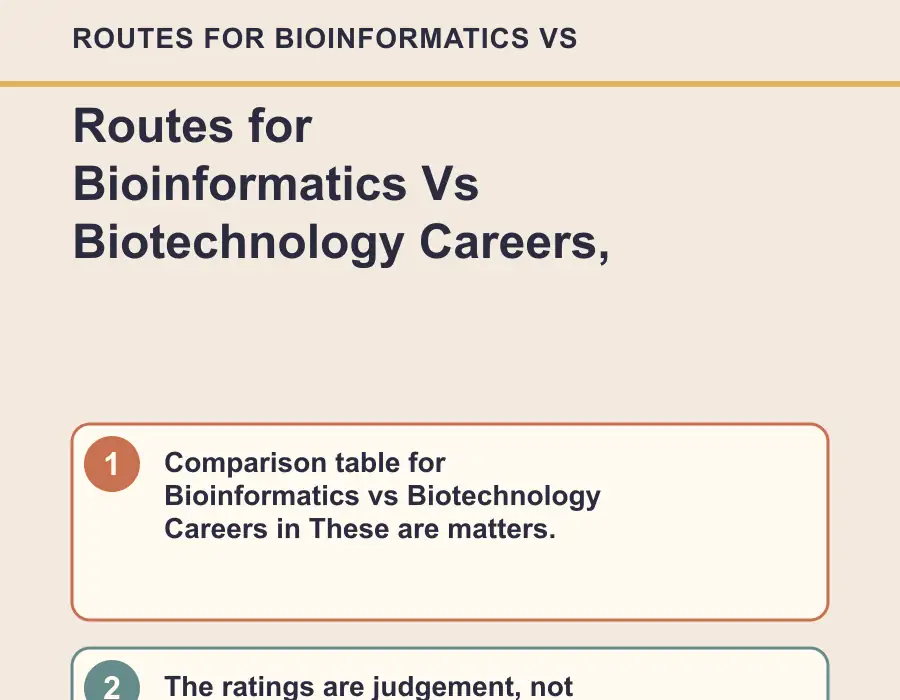 ROUTES FOR BIOINFORMATICS VS
Routes for
Bioinformatics Vs
Biotechnology Careers,
1
Comparison table for
Bioinformatics vs Biotechnology
Careers in These are matters.
2
The ratings are judgement, not